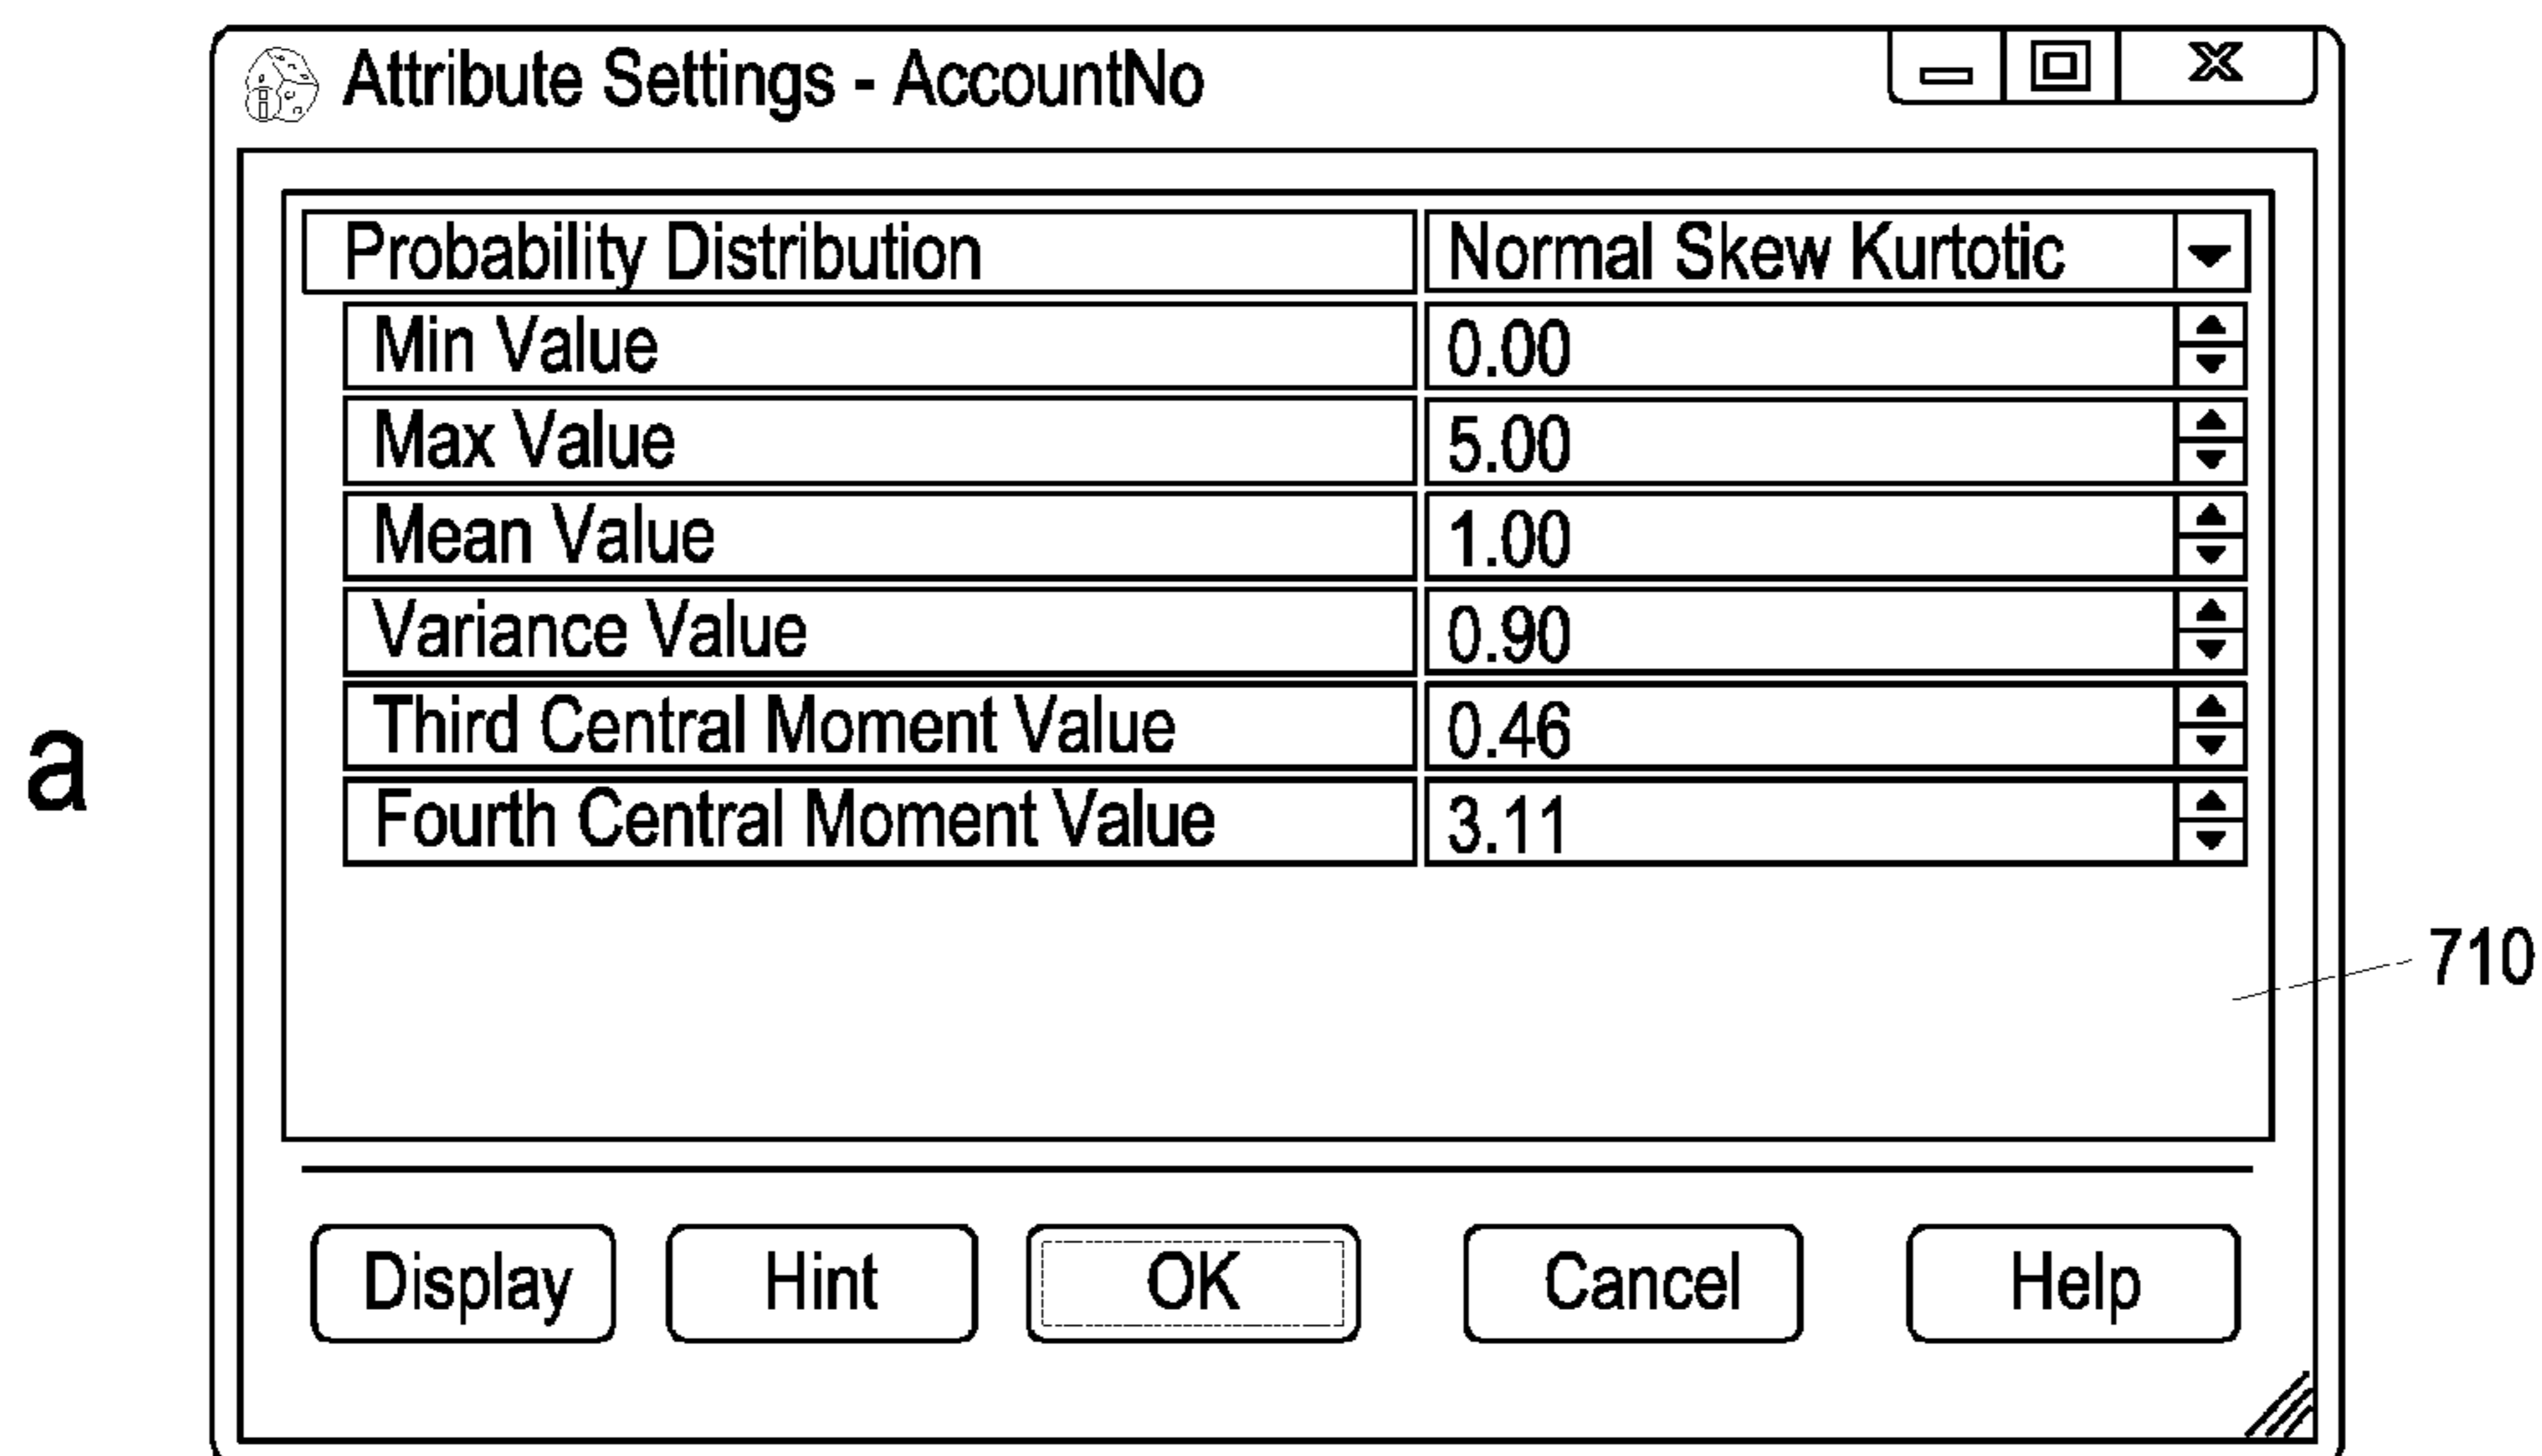 Attribute Settings - AccountNo
Probability Distribution Normal Skew Kurtotic
Min Value 0.00
Max Value 5.00
Mean Value 1.00
Variance Value 0.90
Third Central Moment Value 0.46
a
Fourth Central Moment Value 3.11
710
Display Hint OK Cancel Help